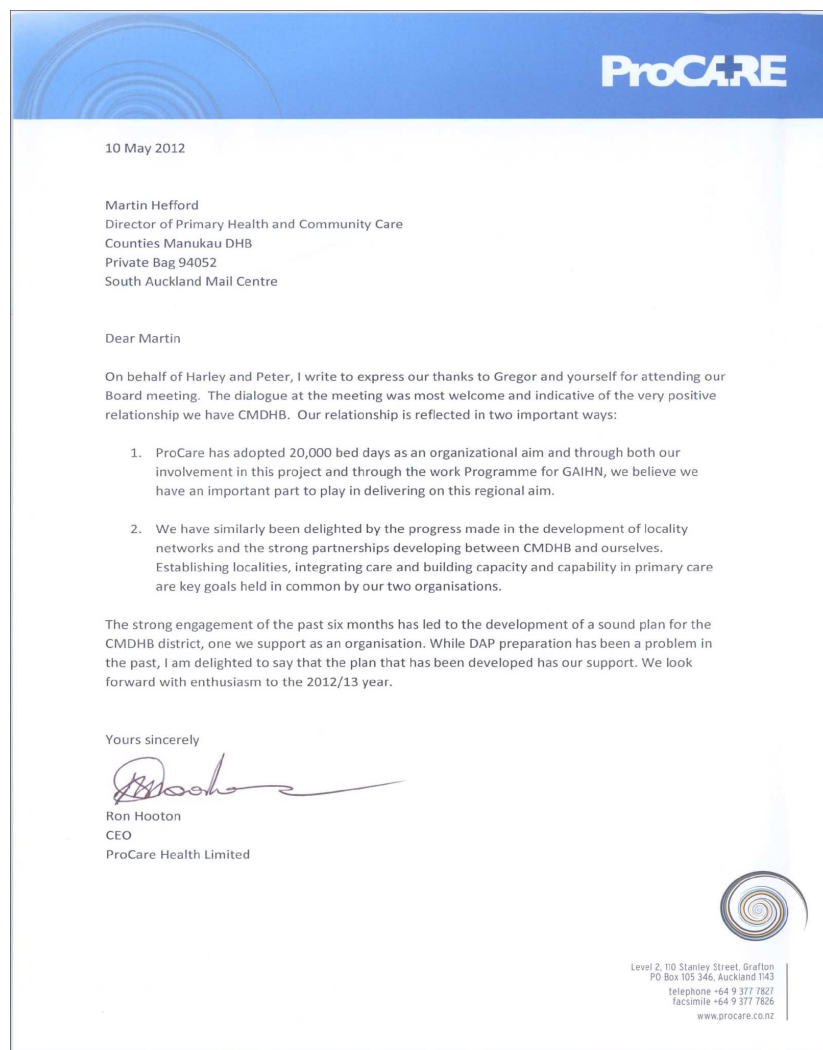 ProCARE
10 May 2012
Martin Hefford
Director of Primary Health and Community Care
Counties Manukau DHB
Private Bag 94052
South Auckland Mail Centre
Dear Martin
On behalf of Harley and Peter, I write to express our thanks to Gregor and yourself for attending our
Board meeting. The dialogue at the meeting was most welcome and indicative of the very positive
relationship we have CMDHB. Our relationship is reflected in two important ways:
1. ProCare has adopted 20,000 bed days as an organizational aim and through both our
involvement in this project and through the work Programme for GAIHN, we believe we
have an important part to play in delivering on this regional aim.
2. We have similarly been delighted by the progress made in the development of locality
networks and the strong partnerships developing between CMDHB and ourselves.
Establishing localities, integrating care and building capacity and capability in primary care
are key goals held in common by our two organisations.
The strong engagement of the past six months has led to the development of a sound plan for the
CMDHB district, one we support as an organisation. While DAP preparation has been a problem in
the past, I am delighted to say that the plan that has been developed has our support. We look
forward with enthusiasm to the 2012/13 year.
Yours sincerely
Ron Hooton
CEO
ProCare Health Limited
Level 2, 110 Stanley Street, Grafton
PO Box 105 346, Auckland 1143
telephone +64 9 377 7827
facsimile +64 9 377 7826
www.procare.co.nz